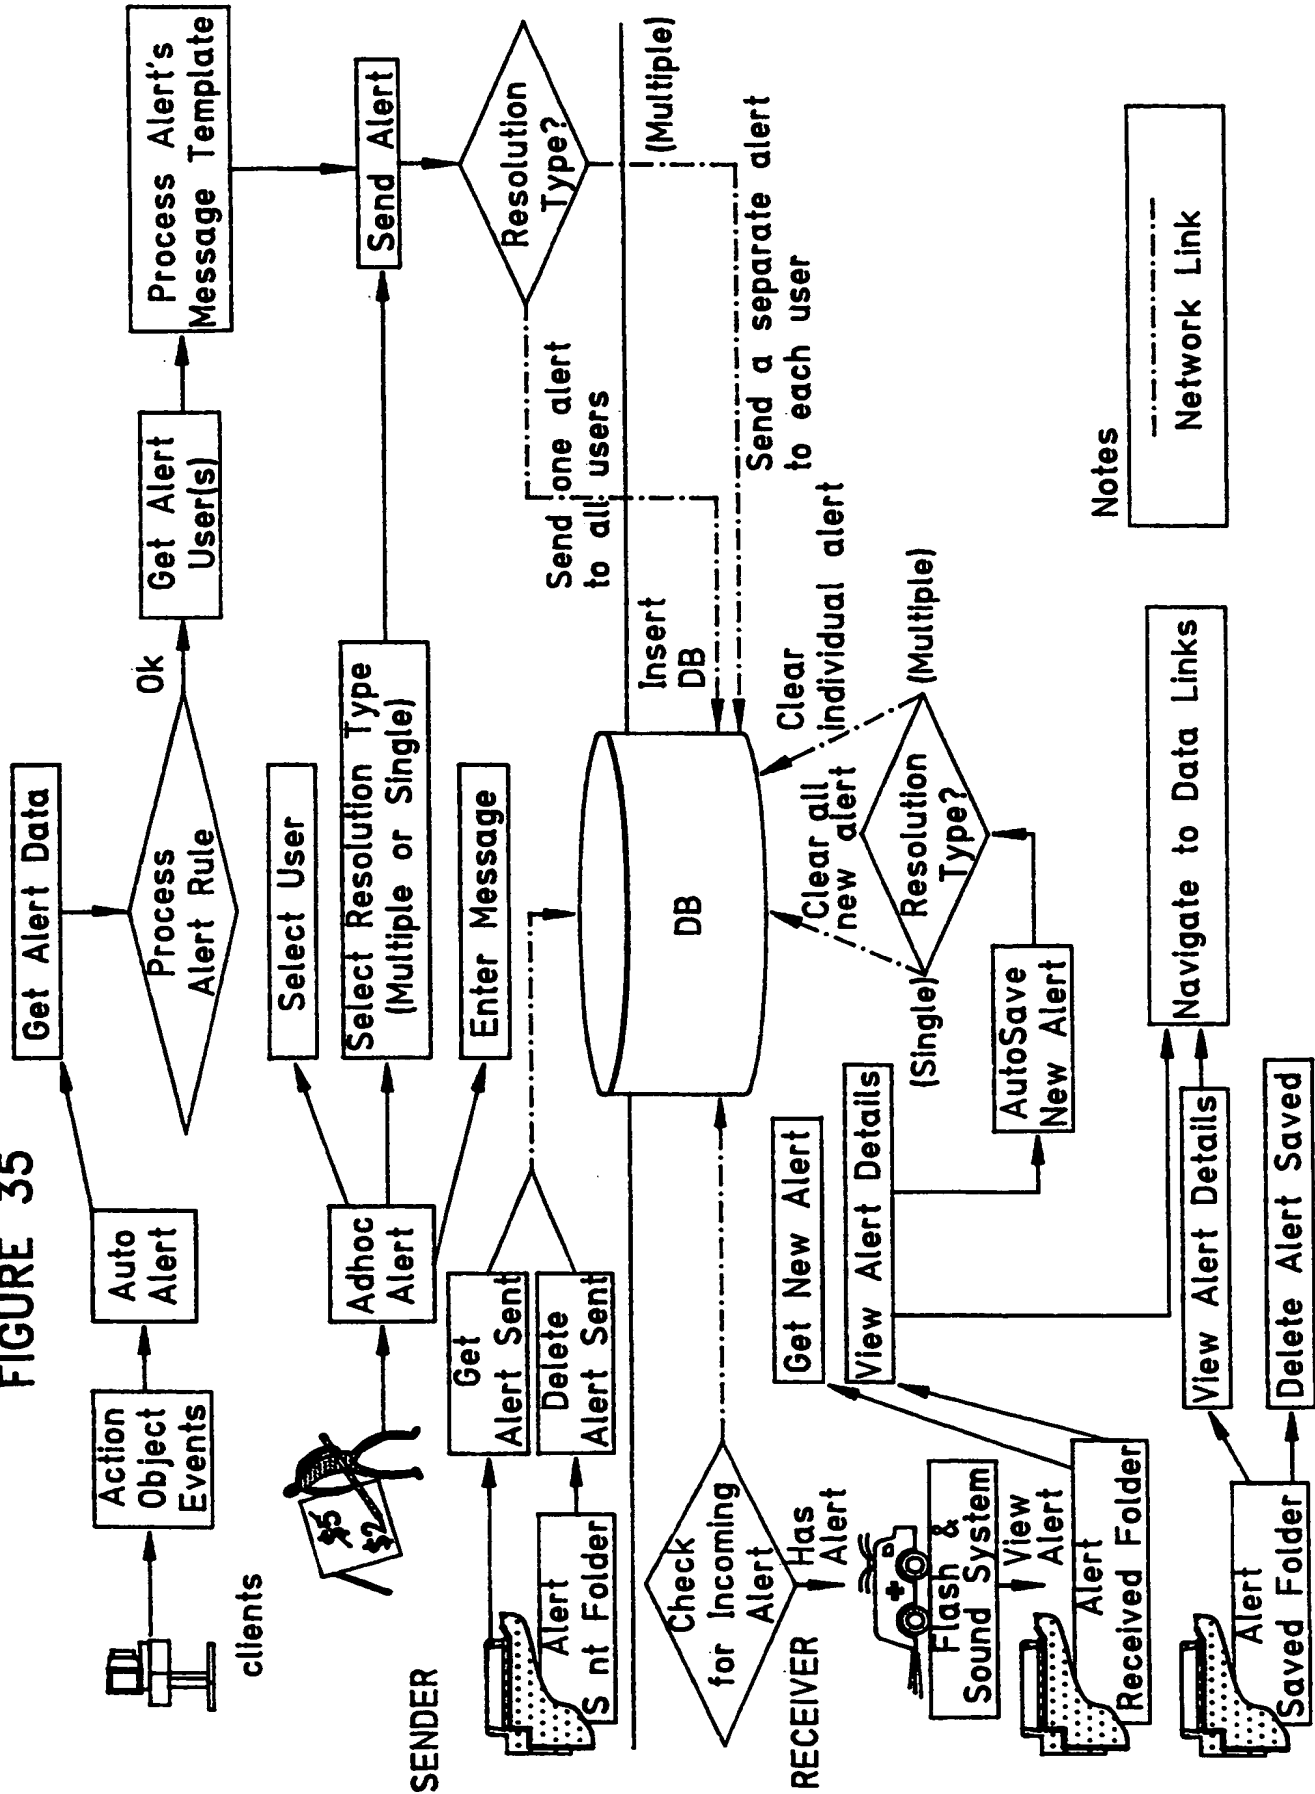 FIGURE 35
clients
Action
Object
Events
Auto
Alert
Get Alert Data
Process
Alert Rule
Ok
Get Alert
User(s)
Process Alert's
Message Template
$5
$2
Adhoc
Alert
Select User
Select Resolution Type
(Multiple or Single)
Enter Message
Send Alert
Resolution
Type?
SENDER
Alert
S nt Folder
Get
Alert Sent
Delete
Alert Sent
Send one alert
to all users
(Multiple)
Insert
DB
Send a separate alert
to each user
DB
RECEIVER
Check
for Incoming
Alert
Has
Alert
Flash &
Sound System
View
Alert
Alert
Received Folder
Get New Alert
View Alert Details
AutoSave
New Alert
(Single)
Resolution
Type?
(Multiple)
Clear all
new alert
Clear
individual alert
Alert
Saved Folder
View Alert Details
Delete Alert Saved
Navigate to Data Links
Notes
Network Link